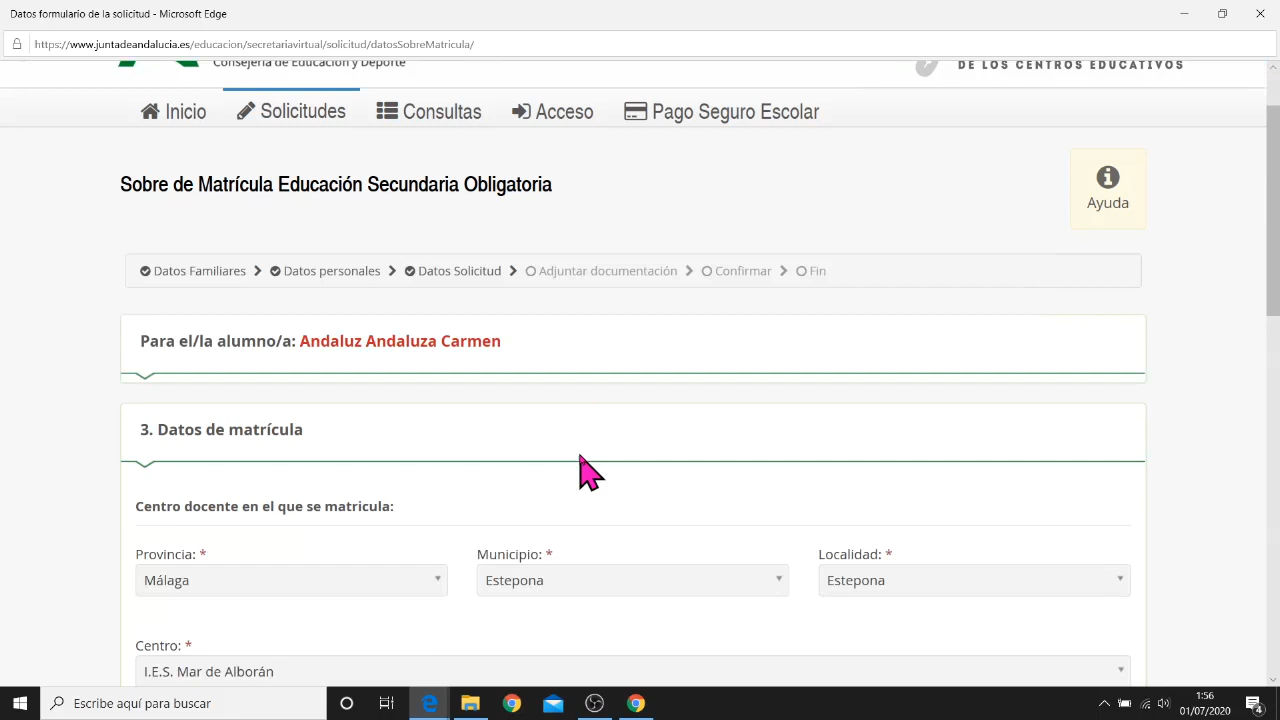 Datos formulario de la solicitud - Microsoft Edge
https://www.juntadeandalucia.es/educacion/secretariavirtual/solicitud/datosSobreMatricula/
Consejería de Educación y Deporte
DE LOS CENTROS EDUCATIVOS
Inicio Solicitudes Consultas Acceso Pago Seguro Escolar
Sobre de Matrícula Educación Secundaria Obligatoria
Ayuda
Datos Familiares Datos personales Datos Solicitud Adjuntar documentación Confirmar Fin
Para el/la alumno/a: Andaluz Andaluza Carmen
3. Datos de matrícula
Centro docente en el que se matricula:
Provincia: * Municipio: * Localidad: *
Málaga Estepona Estepona
Centro: *
I.E.S. Mar de Alborán
Escribe aquí para buscar
1:56
01/07/2020
4